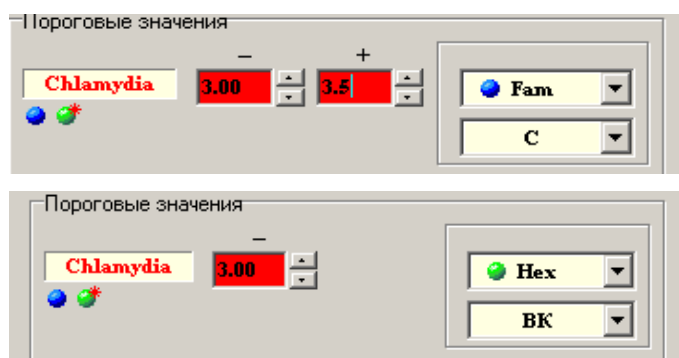 Пороговые значения
− +
Chlamydia 3.00 3.5 Fam
C
Пороговые значения
−
Chlamydia 3.00 Hex
ВК